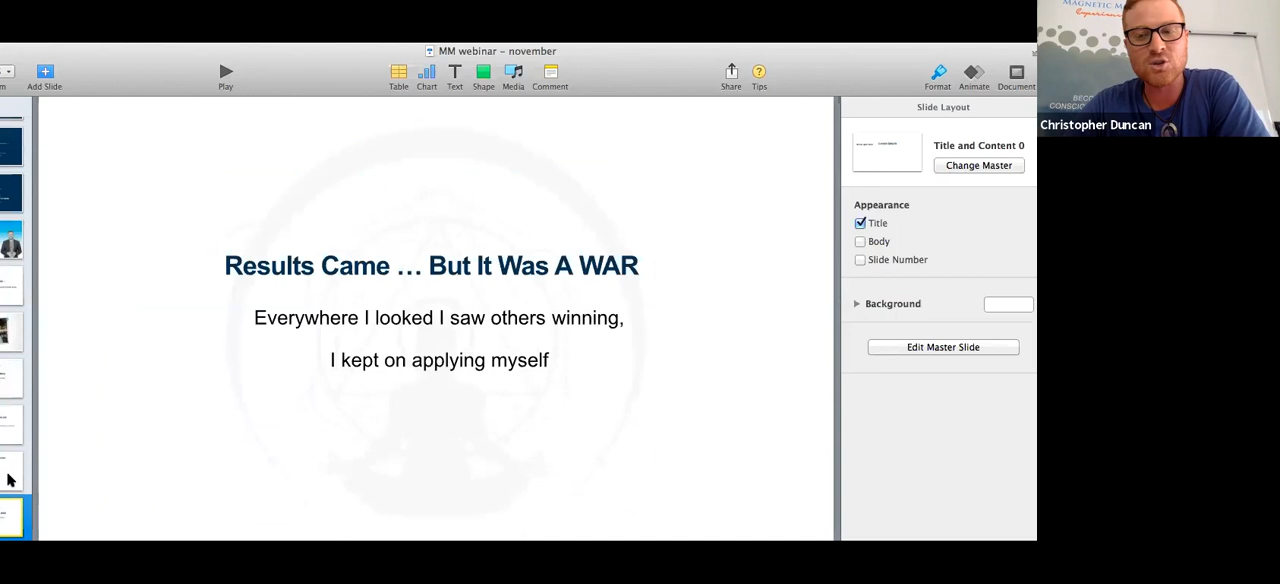 MM webinar – november
Add Slide
Play
Table
Chart
Text
Shape
Media
Comment
Share
Tips
Format
Animate
Document
Slide Layout
Title and Content 0
Change Master
Appearance
Title
Body
Slide Number
Background
Edit Master Slide
Results Came … But It Was A WAR
Everywhere I looked I saw others winning,
I kept on applying myself
MAGNETIC
Christopher Duncan